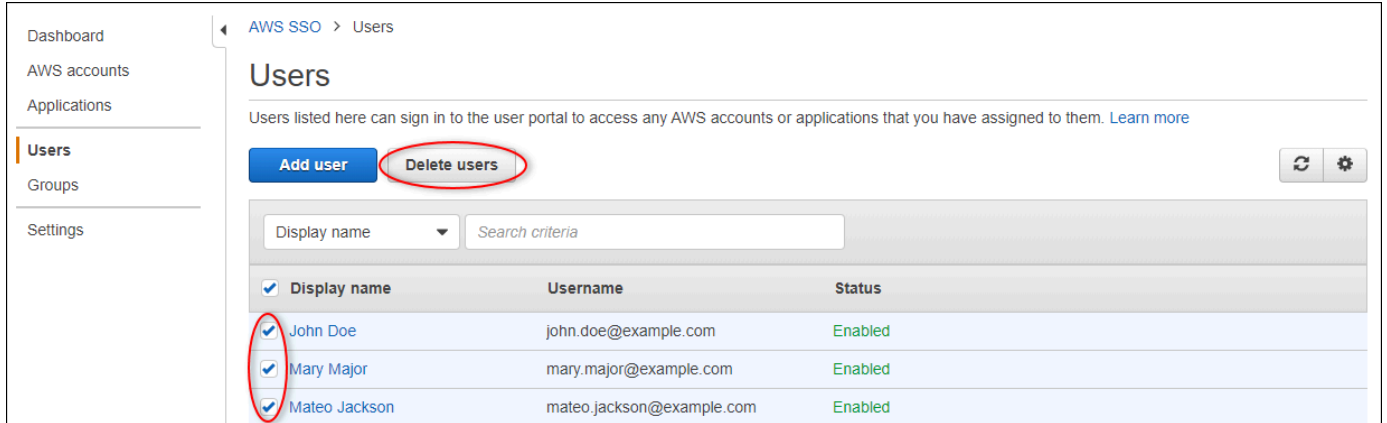 Dashboard
AWS accounts
Applications
Users
Groups
Settings
AWS SSO > Users
Users
Users listed here can sign in to the user portal to access any AWS accounts or applications that you have assigned to them. Learn more
Add user Delete users
Display name Search criteria
Display name Username Status
John Doe john.doe@example.com Enabled
Mary Major mary.major@example.com Enabled
Mateo Jackson mateo.jackson@example.com Enabled